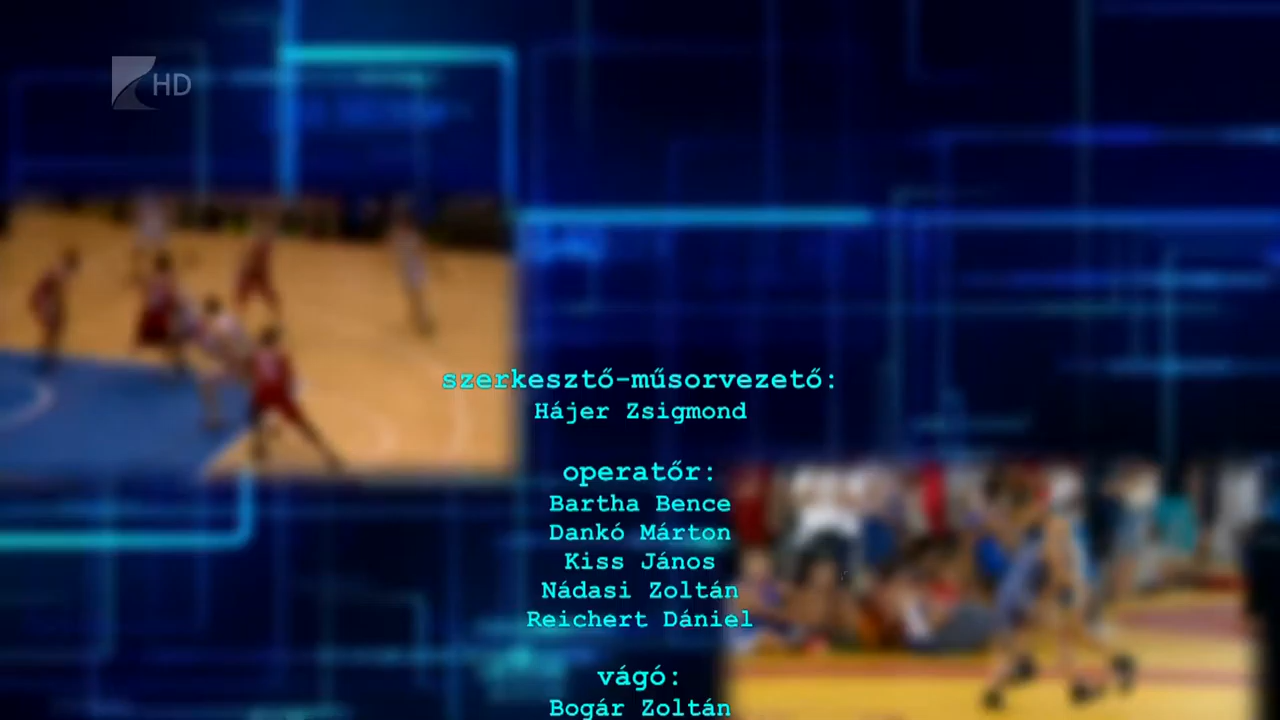 HD
szerkesztő-műsorvezető:
Hájer Zsigmond
operatőr:
Bartha Bence
Dankó Márton
Kiss János
Nádasi Zoltán
Reichert Dániel
vágó:
Bogár Zoltán